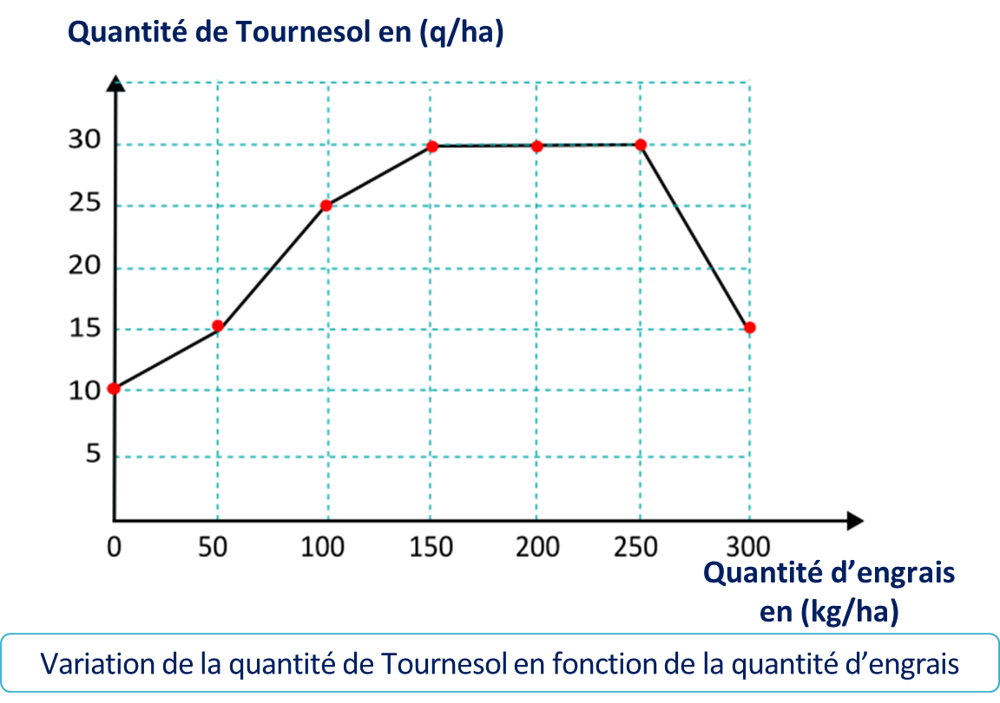 Quantité de Tournesol en (q/ha)
30
25
20
15
10
5
0 50 100 150 200 250 300
Quantité d’engrais
en (kg/ha)
Variation de la quantité de Tournesol en fonction de la quantité d’engrais